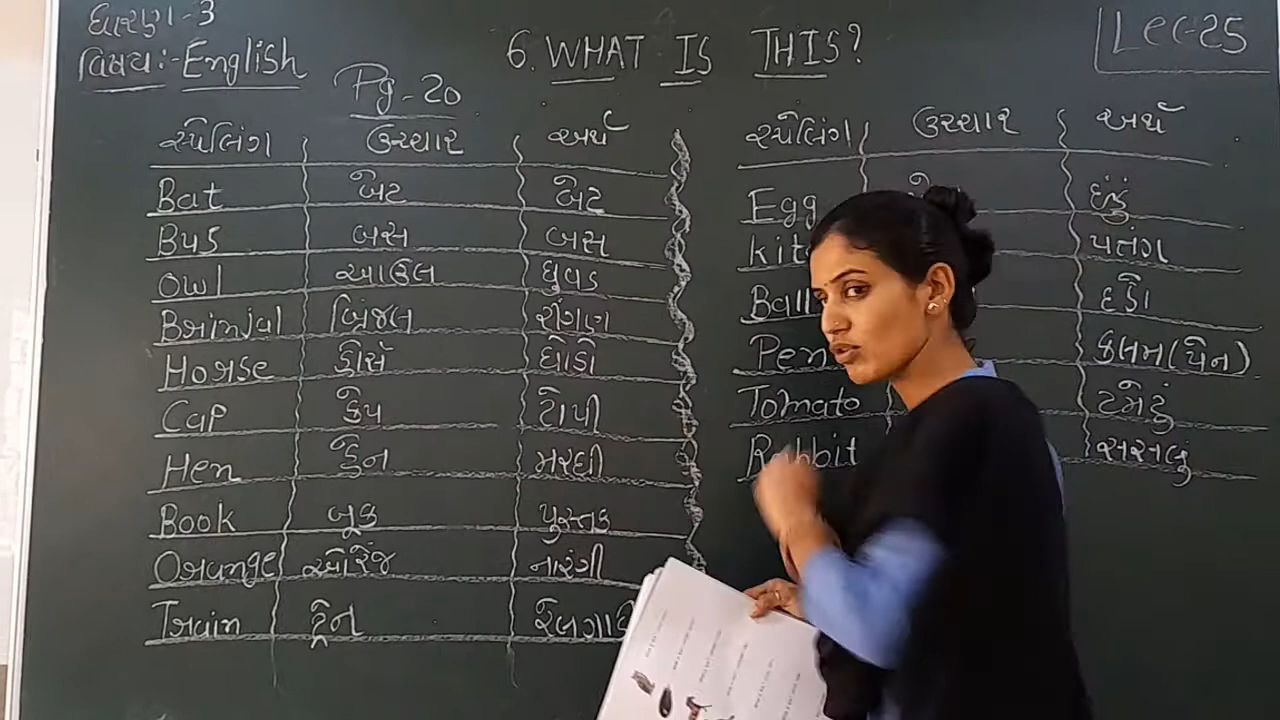 ધોરણ-3
વિષય:-English
6. WHAT IS THIS?
Lec-25
Pg-20
સ્પેલિંગ ઉચ્ચાર અર્થ
Bat બેટ બેટ
Bus બસ બસ
Owl આઉલ ઘુવડ
Brinjal બ્રિંજલ રીંગણ
Horse હોર્સ ઘોડો
Cap કેપ ટોપી
Hen હેન મરઘી
Book બૂક પુસ્તક
Orange ઓરેંજ નારંગી
Train ટ્રેન
સ્પેલિંગ ઉચ્ચાર અર્થ
Egg ઇંડું
પતંગ
Ball દડો
Pen કલમ(પેન)
Tomato ટમેટું
Rabbit સસલું